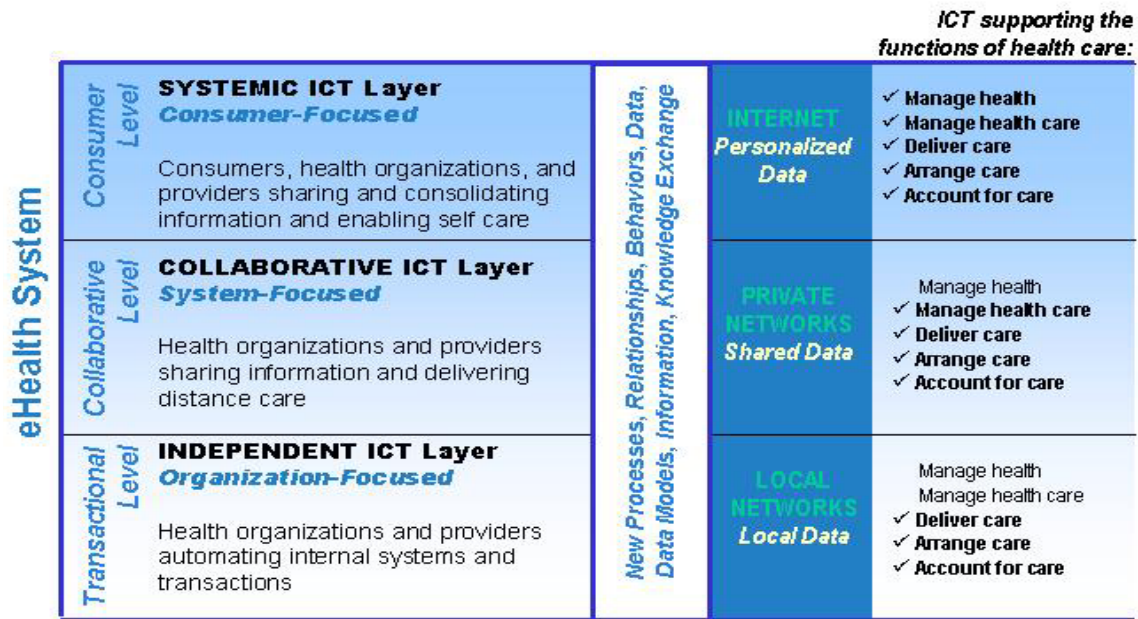 ICT supporting the
functions of health care:
eHealth System
Consumer
Level
SYSTEMIC ICT Layer
Consumer-Focused
Consumers, health organizations, and
providers sharing and consolidating
information and enabling self care
Collaborative
Level
COLLABORATIVE ICT Layer
System-Focused
Health organizations and providers
sharing information and delivering
distance care
Transactional
Level
INDEPENDENT ICT Layer
Organization-Focused
Health organizations and providers
automating internal systems and
transactions
New Processes, Relationships, Behaviors, Data,
Data Models, Information, Knowledge Exchange
INTERNET
Personalized
Data
✓ Manage health
✓ Manage health care
✓ Deliver care
✓ Arrange care
✓ Account for care
PRIVATE
NETWORKS
Shared Data
Manage health
✓ Manage health care
✓ Deliver care
✓ Arrange care
✓ Account for care
LOCAL
NETWORKS
Local Data
Manage health
Manage health care
✓ Deliver care
✓ Arrange care
✓ Account for care